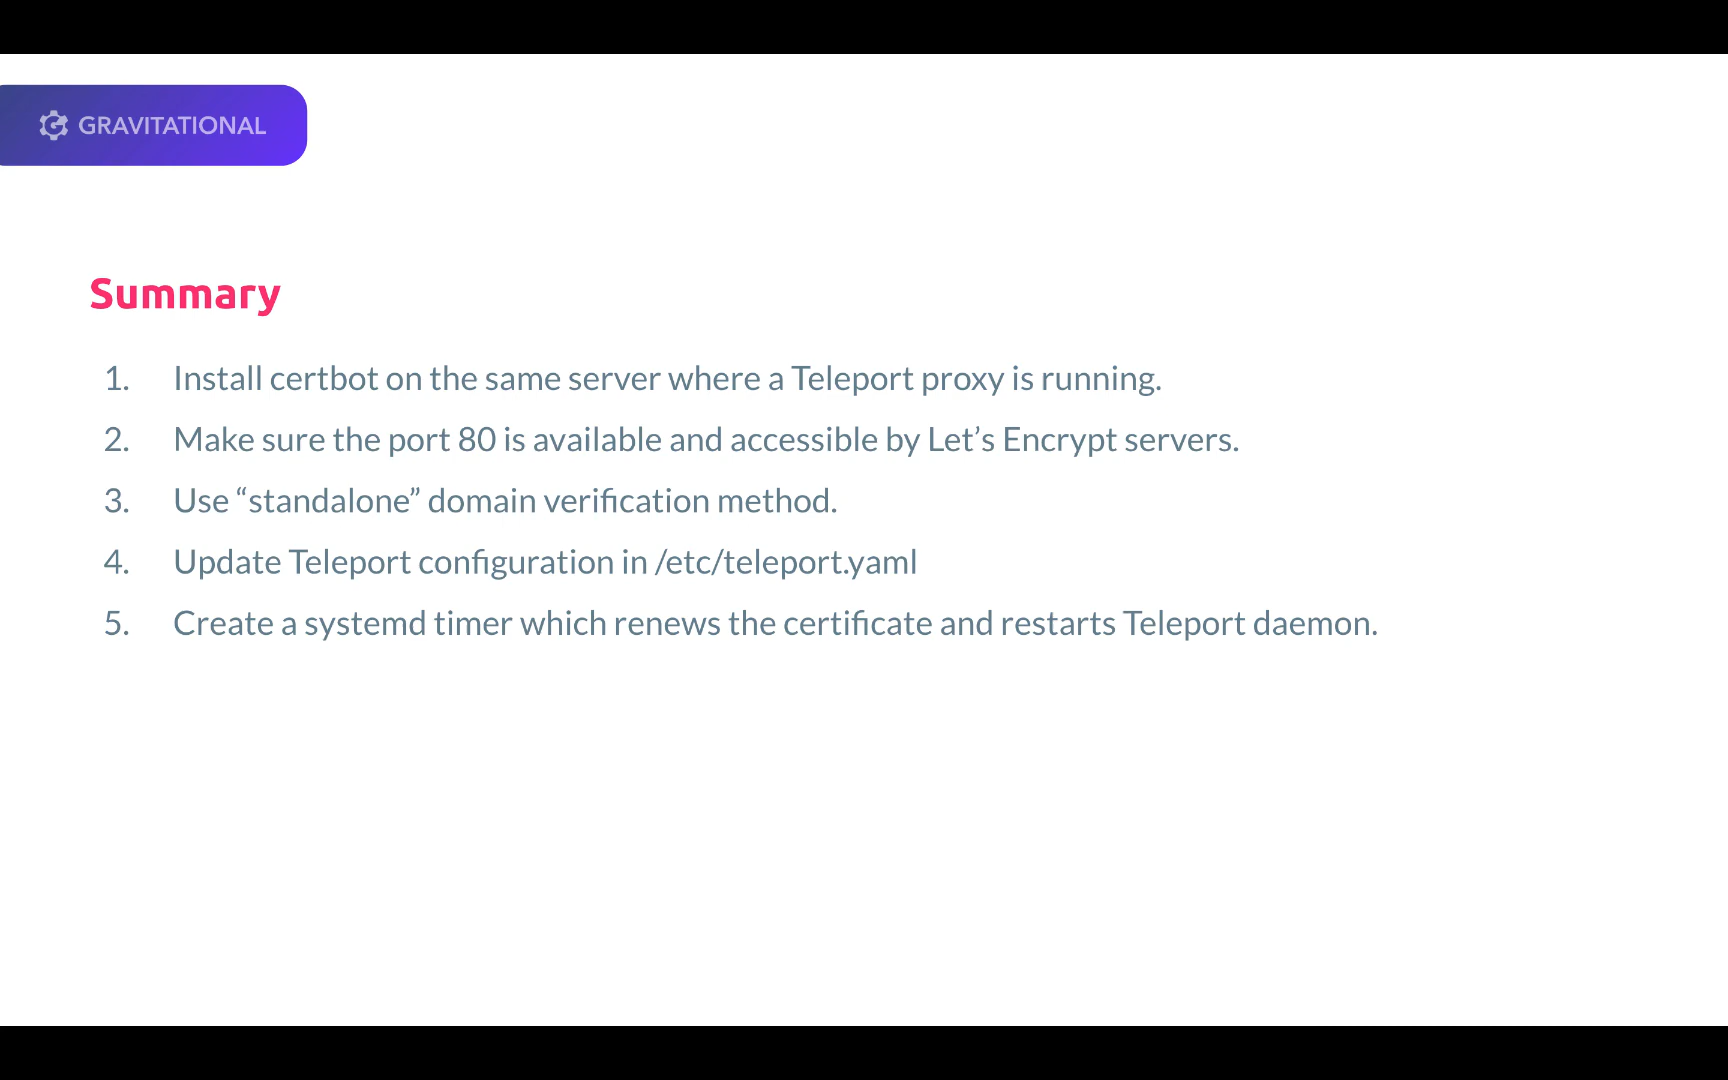 GRAVITATIONAL
Summary
1. Install certbot on the same server where a Teleport proxy is running.
2. Make sure the port 80 is available and accessible by Let’s Encrypt servers.
3. Use “standalone” domain verification method.
4. Update Teleport configuration in /etc/teleport.yaml
5. Create a systemd timer which renews the certificate and restarts Teleport daemon.